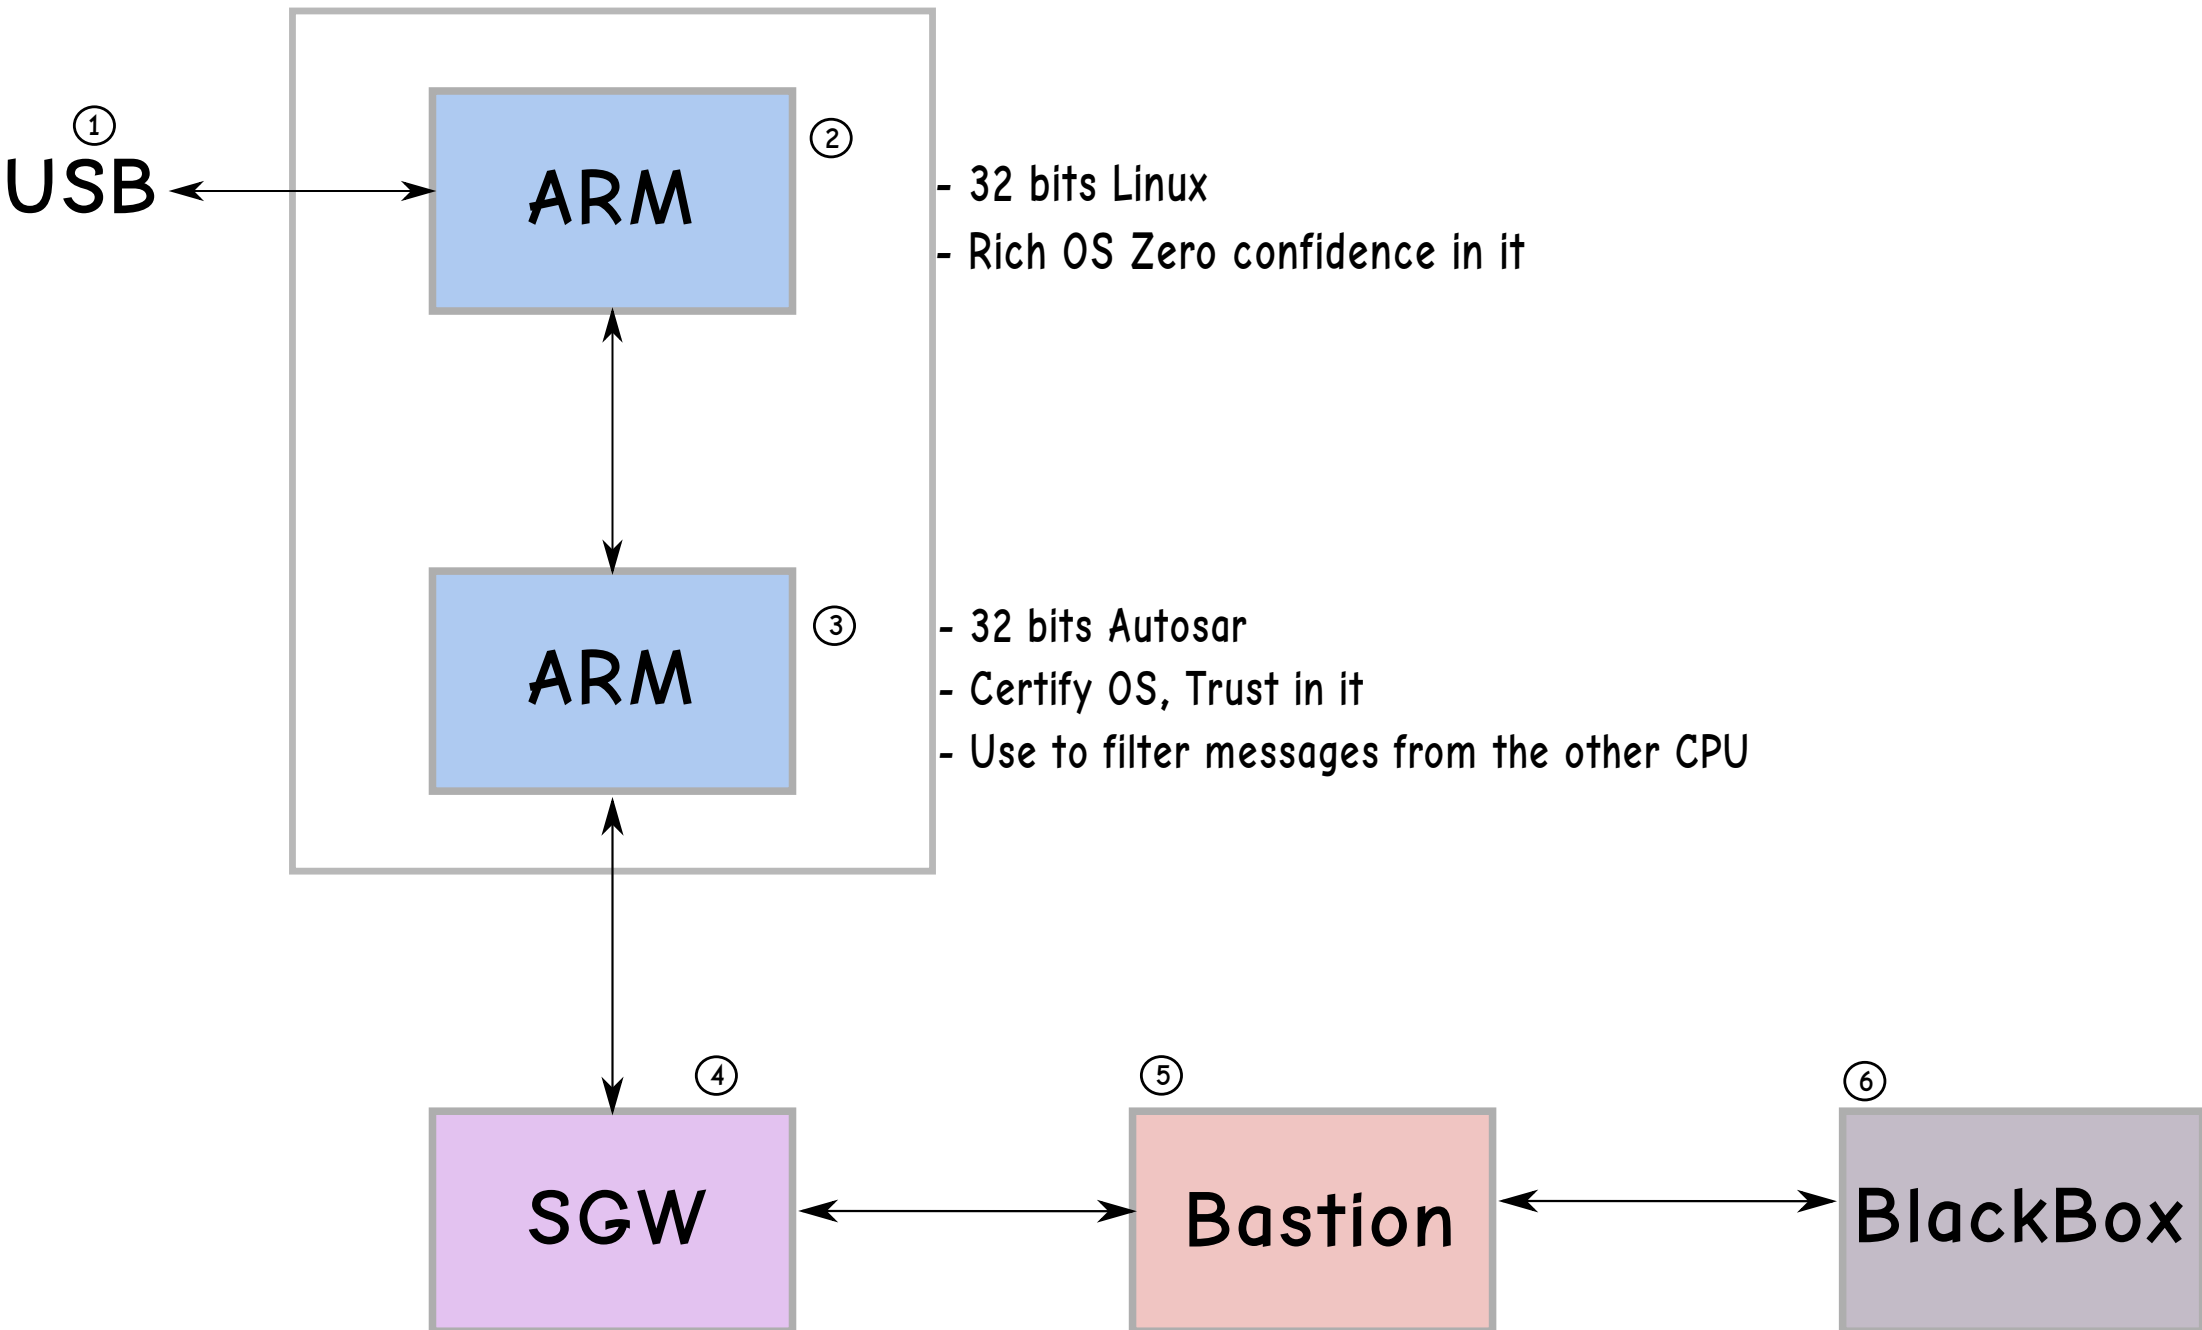 ①
USB
②
ARM
- 32 bits Linux
- Rich OS Zero confidence in it
③
ARM
- 32 bits Autosar
- Certify OS, Trust in it
- Use to filter messages from the other CPU
④
SGW
⑤
Bastion
⑥
BlackBox